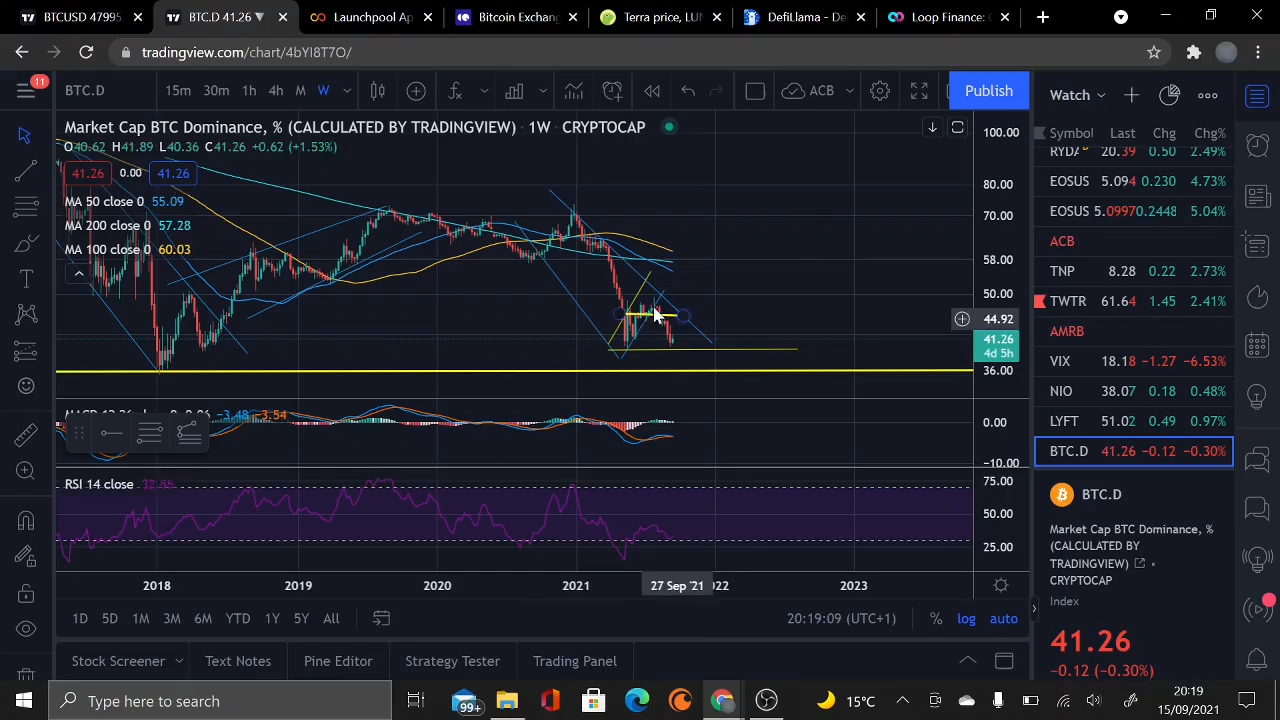 BTCUSD 47995.
BTC.D 41.26 ▼
Launchpool Ap
Bitcoin Exchang
Terra price, LUN
DefiLlama - De
Loop Finance: C
tradingview.com/chart/4bYI8T7O/
11
BTC.D
15m 30m 1h 4h M W
ACB
Publish
Watch
Market Cap BTC Dominance, % (CALCULATED BY TRADINGVIEW) · 1W · CRYPTOCAP
O40.62 H41.89 L40.36 C41.26 +0.62 (+1.53%)
41.26 0.00 41.26
MA 50 close 0 55.09
MA 200 close 0 57.28
MA 100 close 0 60.03
100.00
80.00
70.00
58.00
50.00
44.92
41.26
4d 5h
36.00
-3.48 -3.54
0.00
-10.00
RSI 14 close
75.00
50.00
25.00
2018 2019 2020 2021 27 Sep '21 2022 2023
1D 5D 1M 3M 6M YTD 1Y 5Y All
20:19:09 (UTC+1)
% log auto
Stock Screener
Text Notes
Pine Editor
Strategy Tester
Trading Panel
Symbol Last Chg Chg%
RYDA 20.39 0.50 2.49%
EOSUS 5.094 0.230 4.73%
EOSUS 5.0997 0.2448 5.04%
ACB
TNP 8.28 0.22 2.73%
TWTR 61.64 1.45 2.41%
AMRB
VIX 18.18 −1.27 −6.53%
NIO 38.07 0.18 0.48%
LYFT 51.02 0.49 0.97%
BTC.D 41.26 −0.12 −0.30%
BTC.D
Market Cap BTC Dominance, %
(CALCULATED BY
TRADINGVIEW) ·
CRYPTOCAP
Index
41.26
−0.12 (−0.30%)
Type here to search
99+
15°C
20:19
15/09/2021